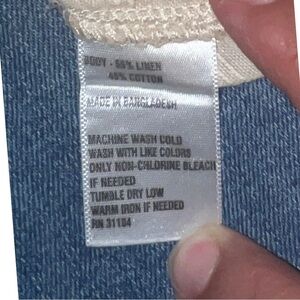 BODY - 55% LINEN
45% COTTON
MADE IN BANGLADESH
MACHINE WASH COLD
WASH WITH LIKE COLORS
ONLY NON-CHLORINE BLEACH
IF NEEDED
TUMBLE DRY LOW
WARM IRON IF NEEDED
RN 31104